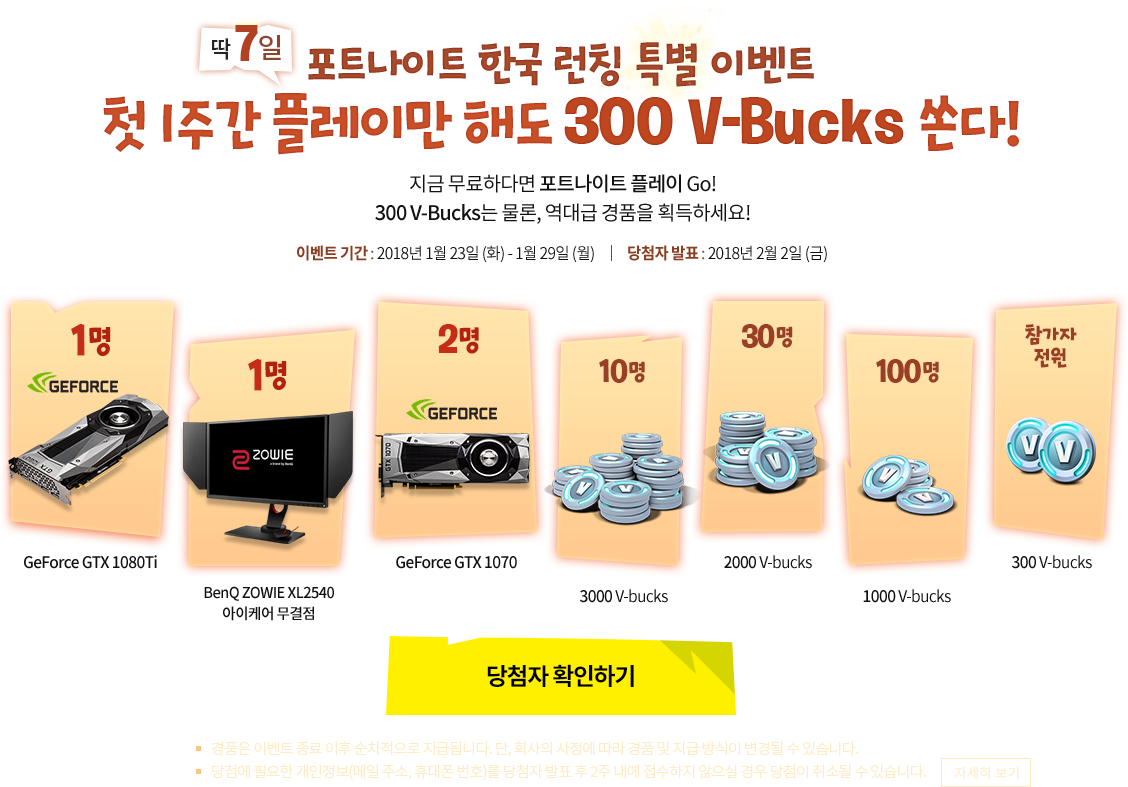 딱 7일
포트나이트 한국 런칭 특별 이벤트
첫 1주간 플레이만 해도 300 V-Bucks 쏜다!
지금 무료하다면 포트나이트 플레이 Go!
300 V-Bucks는 물론, 역대급 경품을 획득하세요!
이벤트 기간 : 2018년 1월 23일 (화) - 1월 29일 (월) | 당첨자 발표 : 2018년 2월 2일 (금)
1명
GEFORCE
GTX
GeForce GTX 1080Ti
1명
ZOWIE
BenQ ZOWIE XL2540
아이케어 무결점
2명
GEFORCE
GTX 1070
GeForce GTX 1070
10명
3000 V-bucks
30명
2000 V-bucks
100명
1000 V-bucks
참가자
전원
300 V-bucks
당첨자 확인하기
경품은 이벤트 종료 이후 순차적으로 지급됩니다. 단, 회사의 사정에 따라 경품 및 지급 방식이 변경될 수 있습니다.
당첨에 필요한 개인정보(메일 주소, 휴대폰 번호)를 당첨자 발표 후 2주 내에 접수하지 않으실 경우 당첨이 취소될 수 있습니다.
자세히 보기